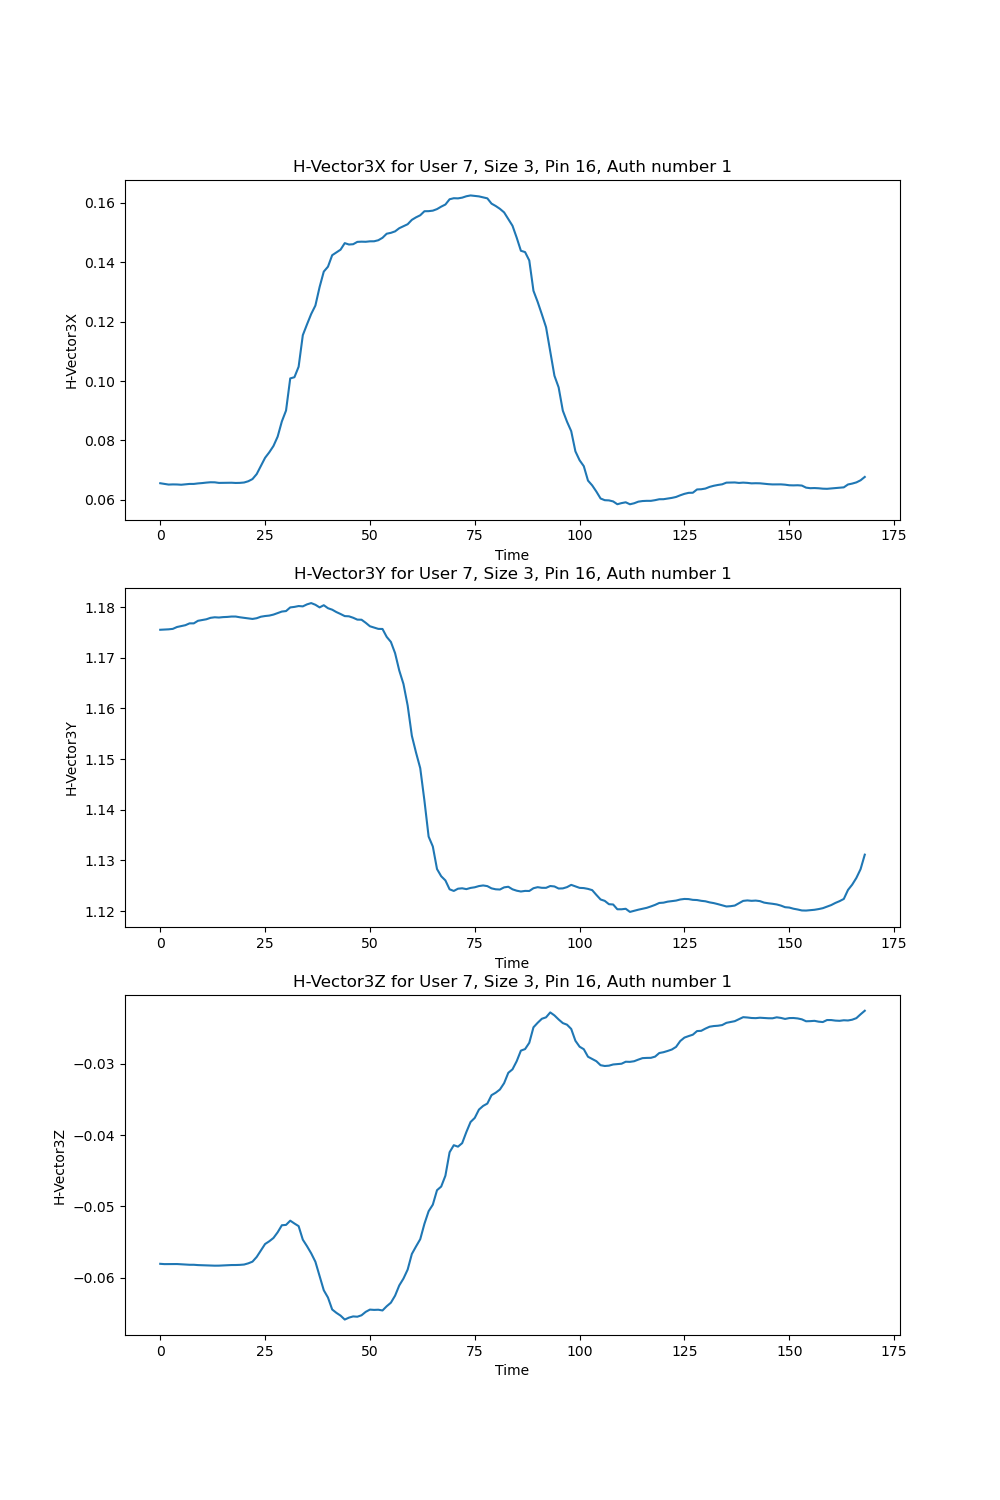 H-Vector3X for User 7, Size 3, Pin 16, Auth number 1
0.16
0.14
0.12
0.10
0.08
0.06
H-Vector3X
0 25 50 75 100 125 150 175
Time
H-Vector3Y for User 7, Size 3, Pin 16, Auth number 1
1.18
1.17
1.16
1.15
1.14
1.13
1.12
H-Vector3Y
0 25 50 75 100 125 150 175
Time
H-Vector3Z for User 7, Size 3, Pin 16, Auth number 1
−0.03
−0.04
−0.05
−0.06
H-Vector3Z
0 25 50 75 100 125 150 175
Time